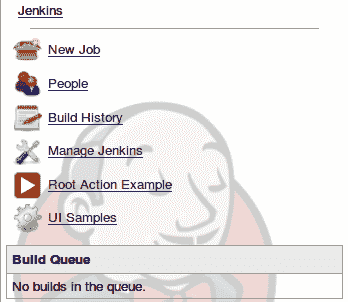 Jenkins
New Job
People
Build History
Manage Jenkins
Root Action Example
UI Samples
Build Queue
No builds in the queue.